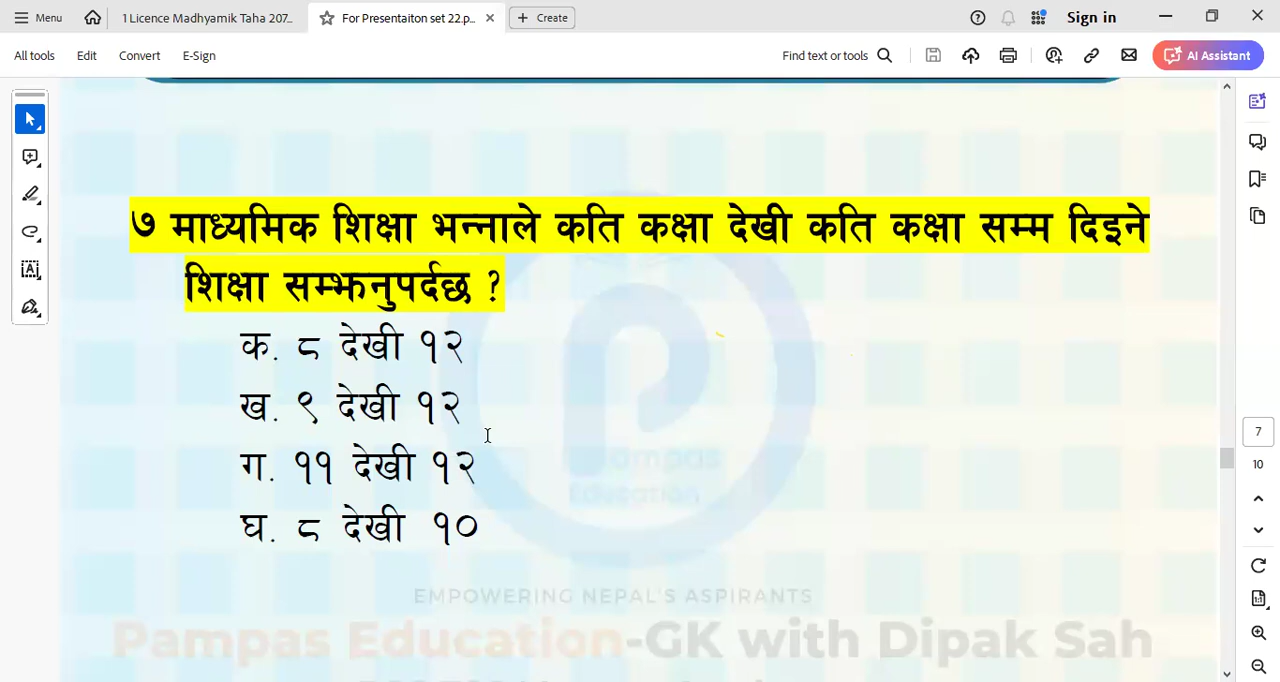 Menu
1 Licence Madhyamik Taha 207...
For Presentaiton set 22.p...
Create
Sign in
All tools Edit Convert E-Sign
Find text or tools
AI Assistant
७ माध्यमिक शिक्षा भन्नाले कति कक्षा देखी कति कक्षा सम्म दिइने
शिक्षा सम्झनुपर्दछ ?
क. ८ देखी १२
ख. ९ देखी १२
ग. ११ देखी १२
घ. ८ देखी १०
Education
EMPOWERING NEPAL'S ASPIRANTS
Pampas Education-GK with Dipak Sah
7
10